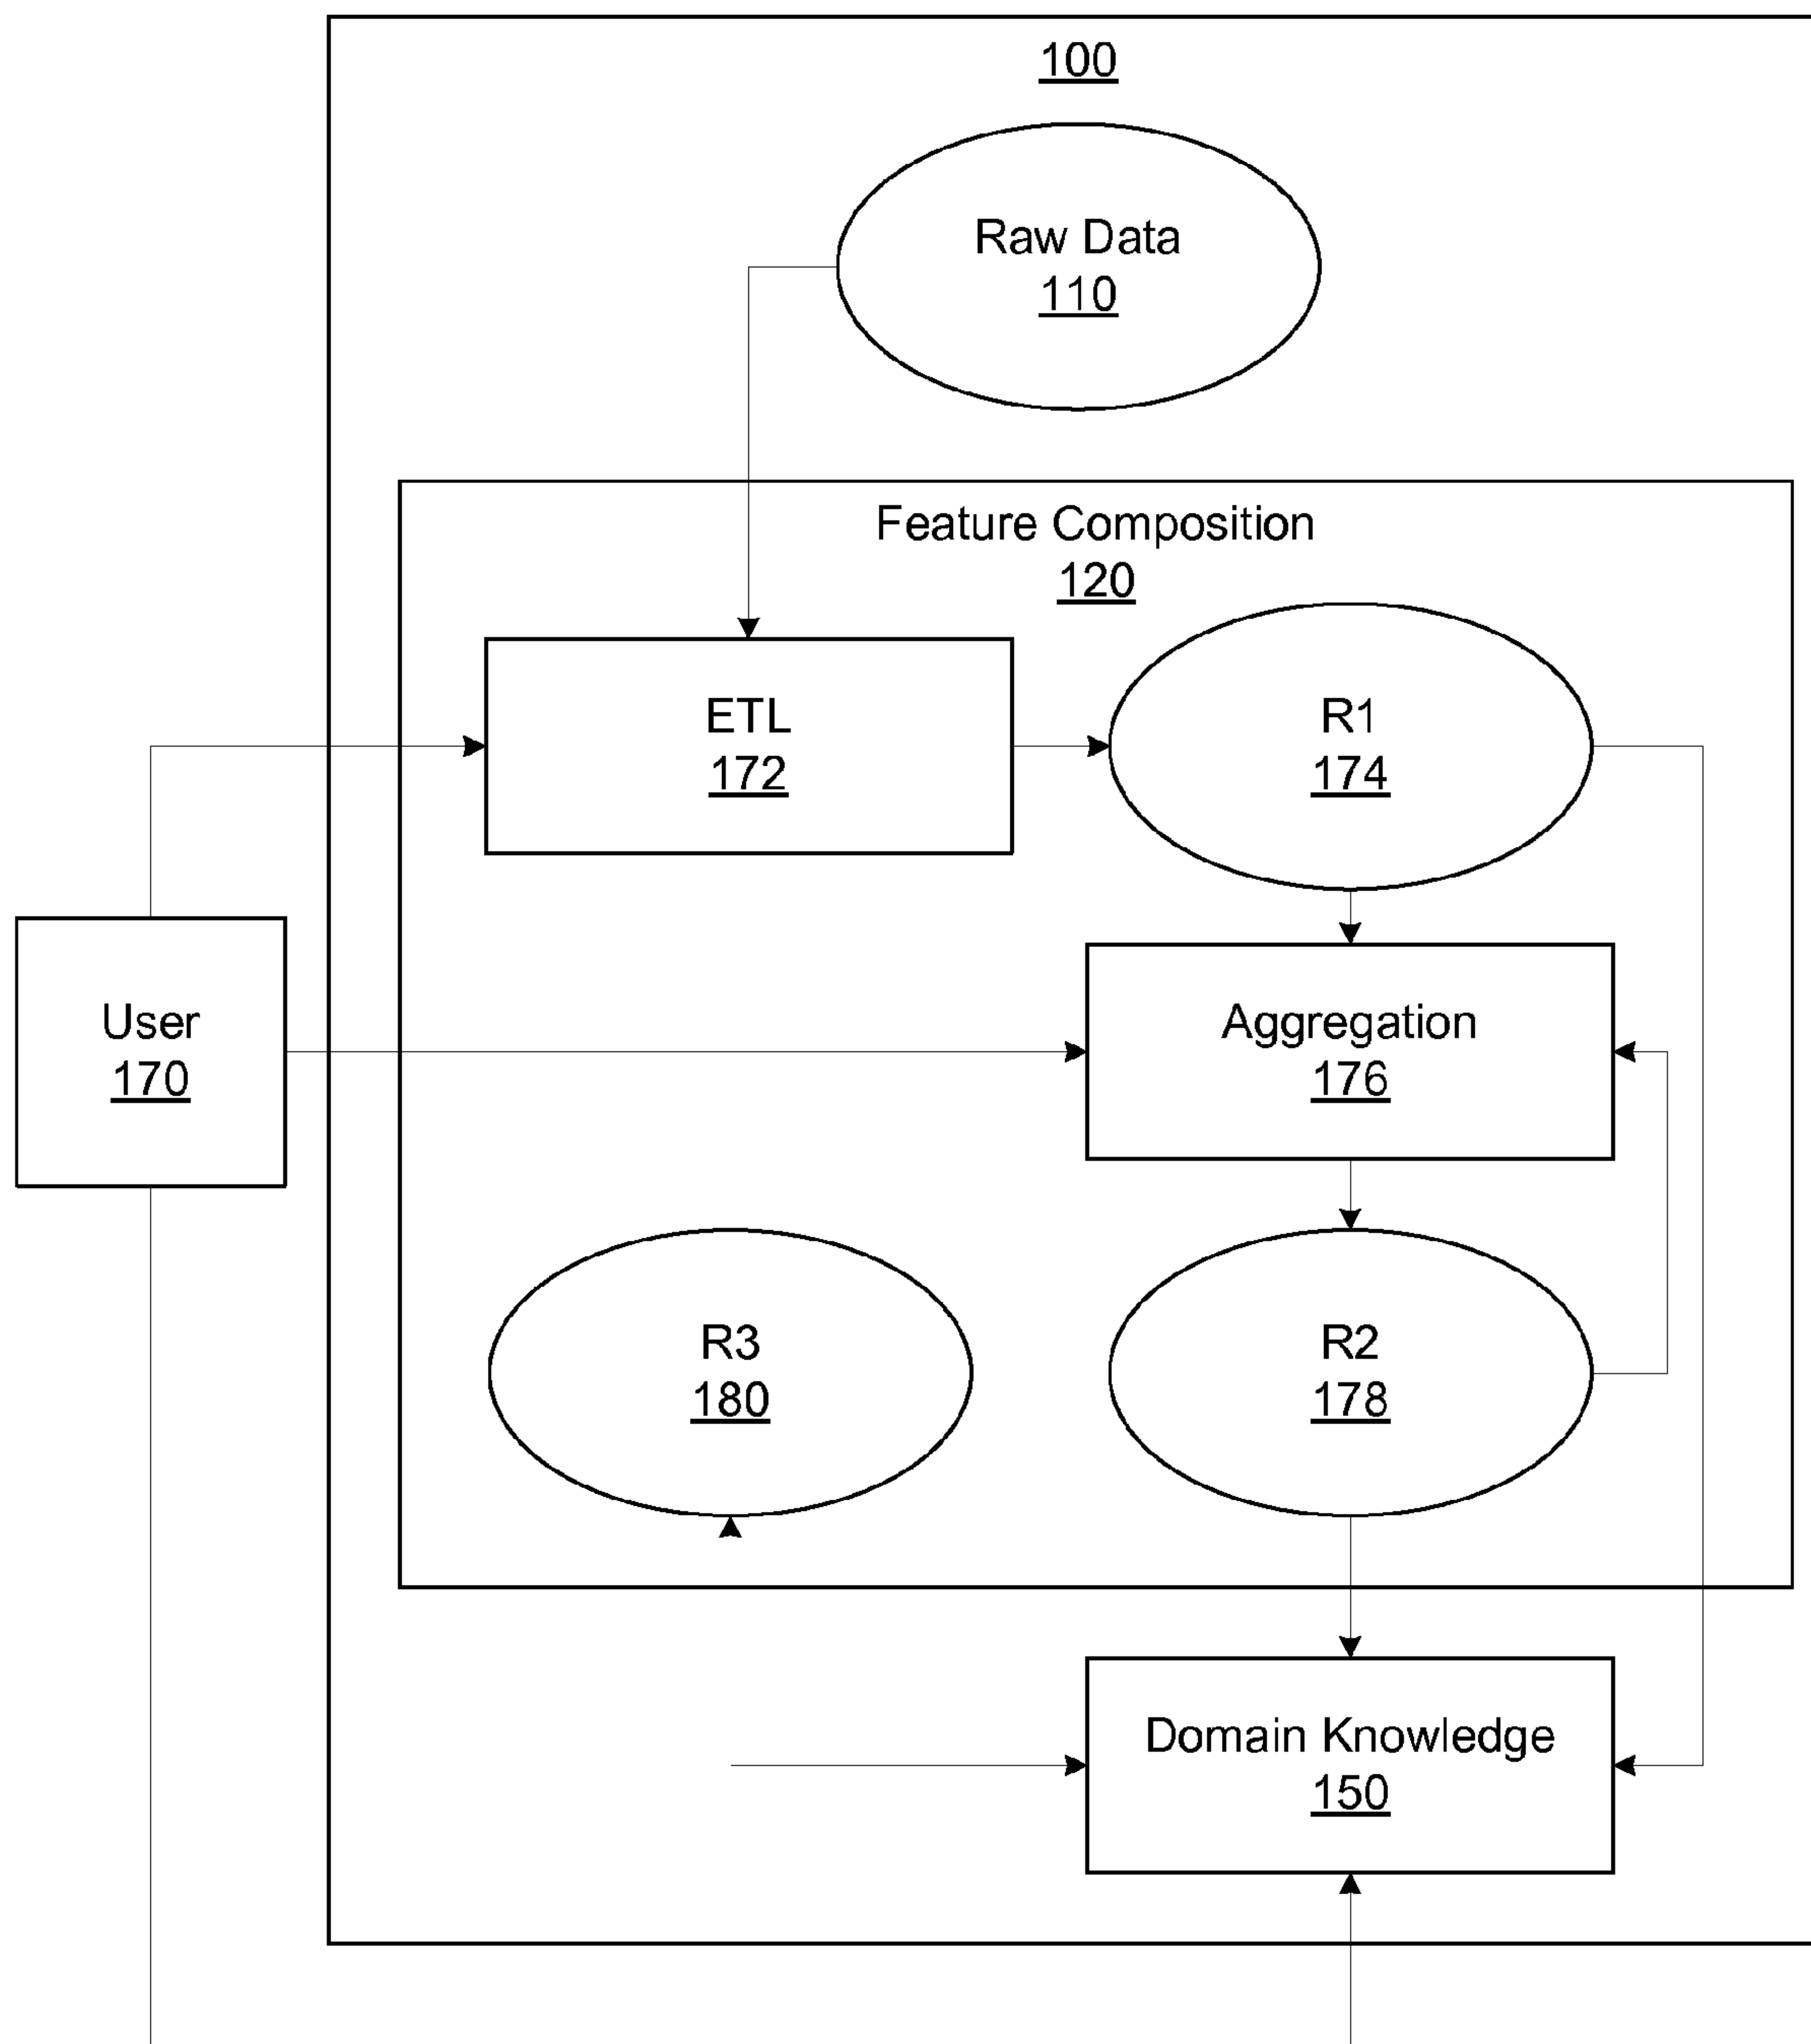 100
Raw Data
110
Feature Composition
120
ETL
172
R1
174
User
170
Aggregation
176
R3
180
R2
178
Domain Knowledge
150